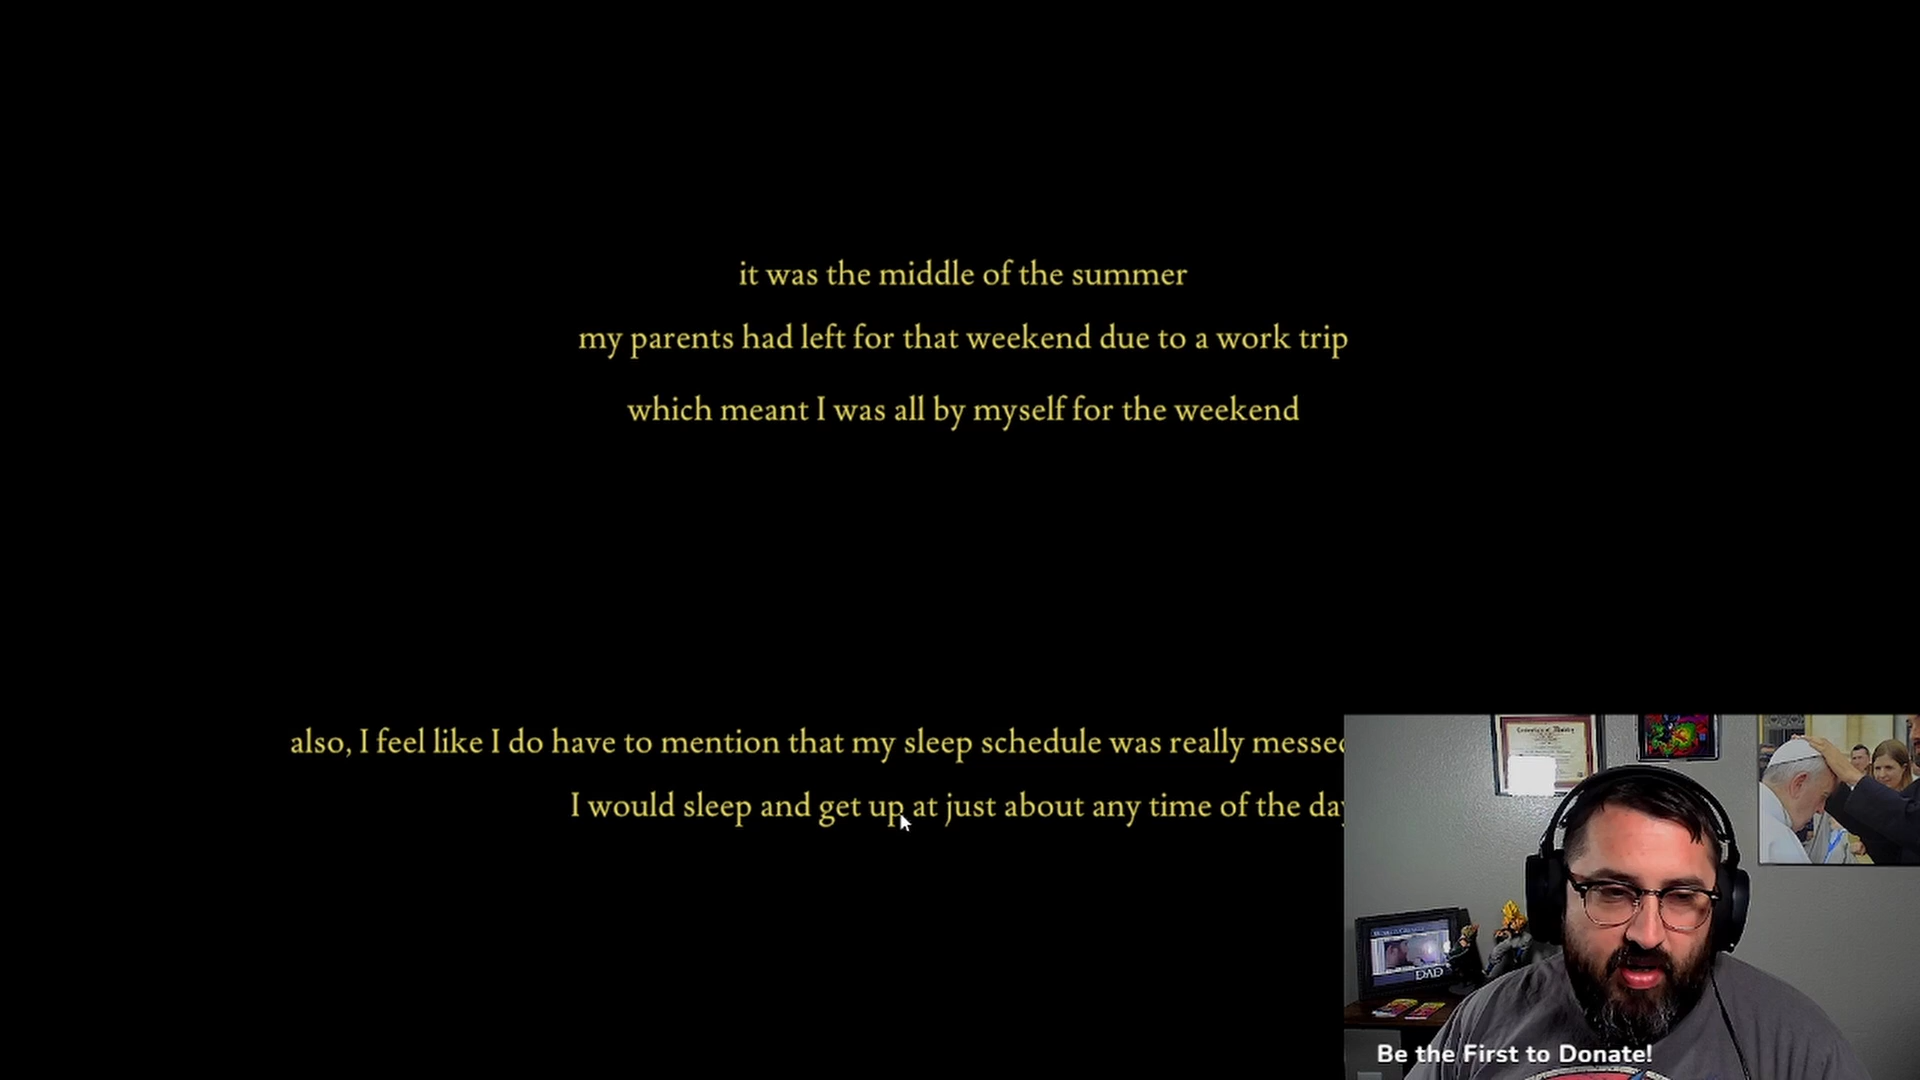 it was the middle of the summer
my parents had left for that weekend due to a work trip
which meant I was all by myself for the weekend
also, I feel like I do have to mention that my sleep schedule was really messed
I would sleep and get up at just about any time of the day
DAD
Be the First to Donate!